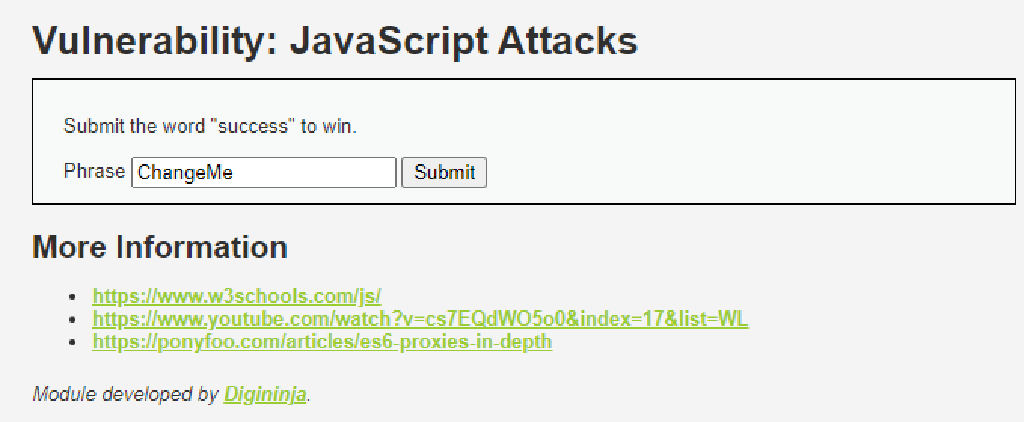 Vulnerability: JavaScript Attacks
Submit the word "success" to win.
Phrase ChangeMe Submit
More Information
https://www.w3schools.com/js/
https://www.youtube.com/watch?v=cs7EQdWO5o0&index=17&list=WL
https://ponyfoo.com/articles/es6-proxies-in-depth
Module developed by Digininja.